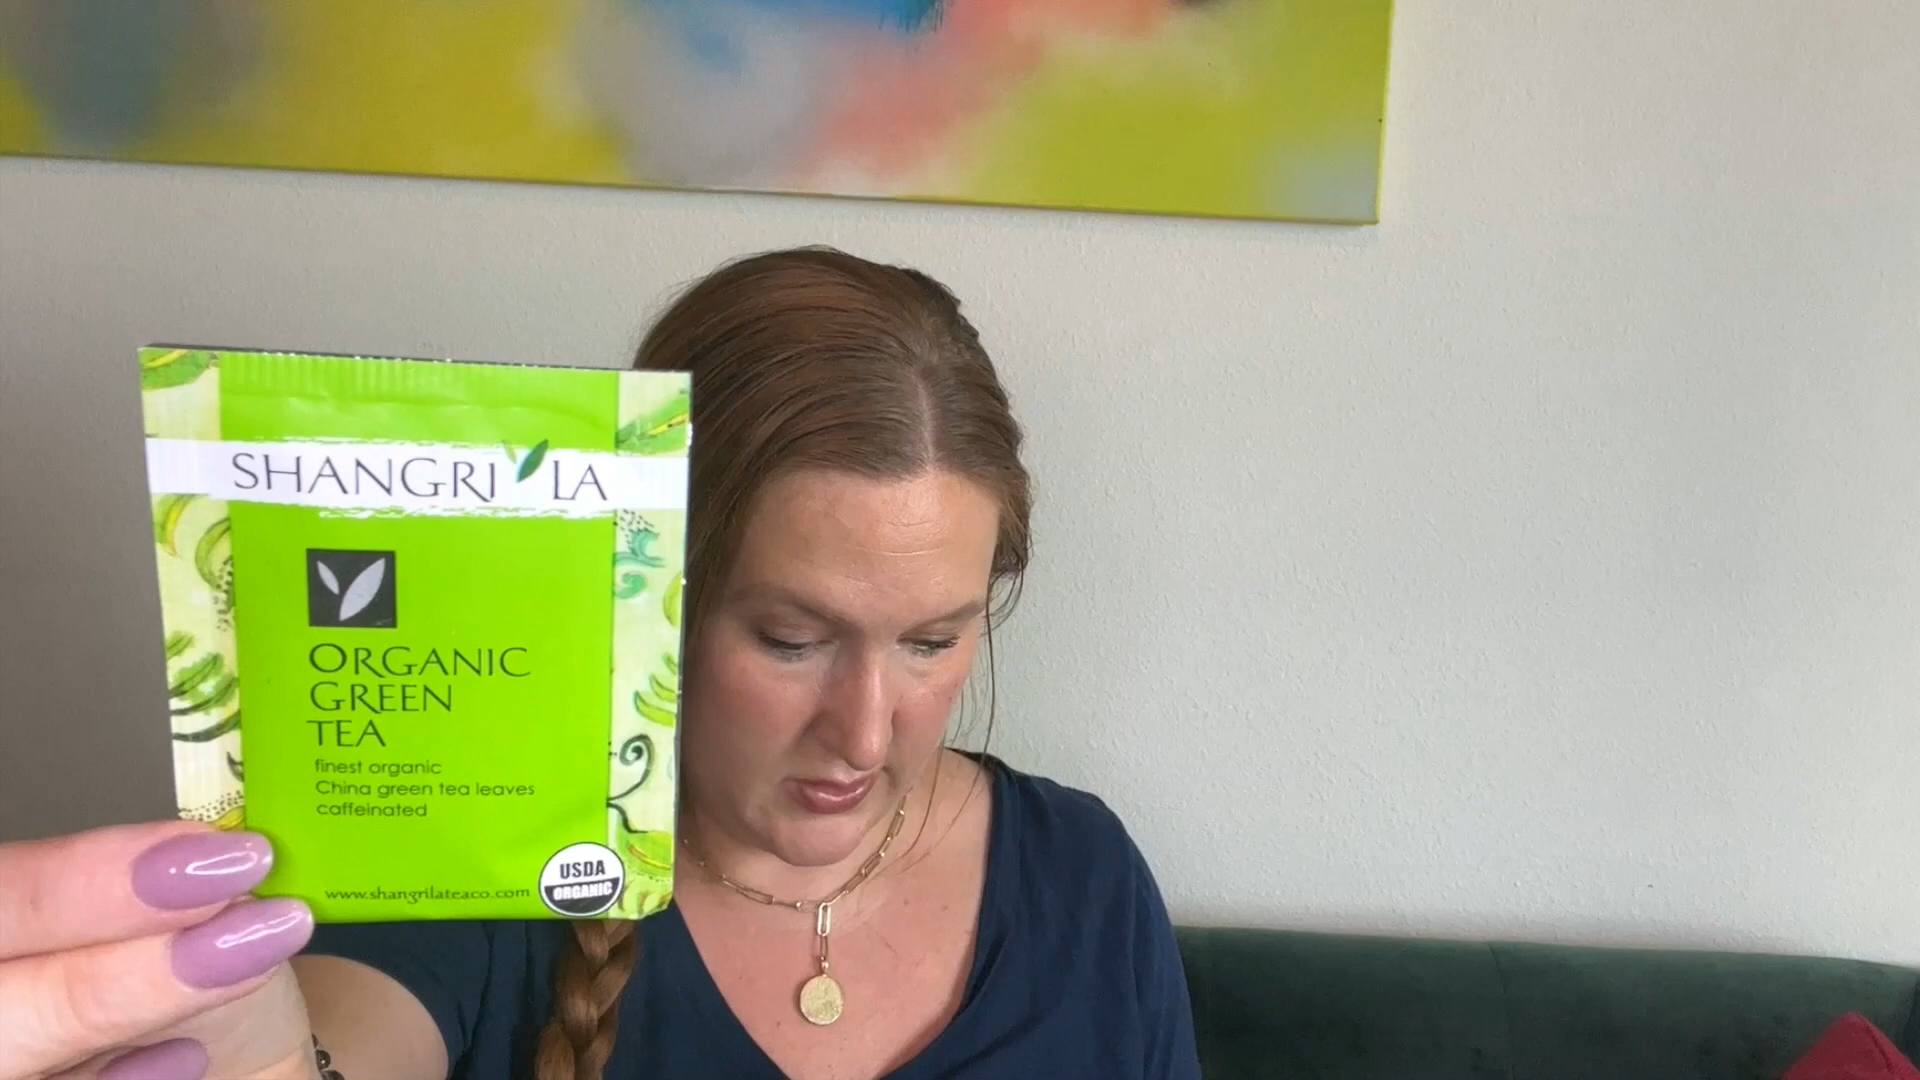 SHANGRI LA
ORGANIC
GREEN
TEA
finest organic
China green tea leaves
caffeinated
www.shangrilateaco.com
USDA
ORGANIC